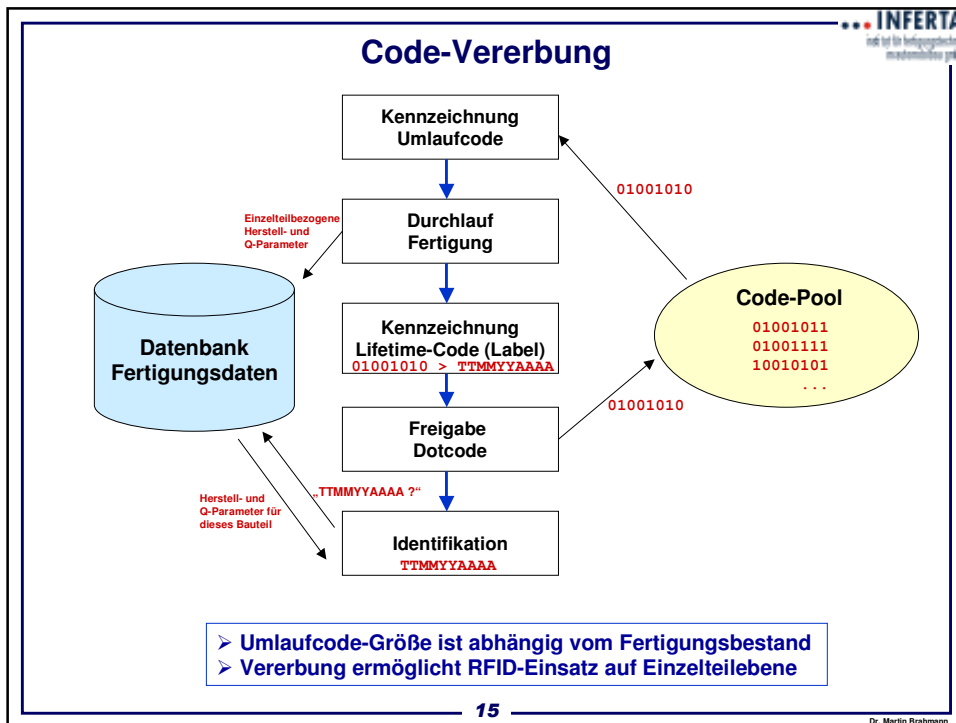 ... INFERTA
Code-Vererbung
Kennzeichnung
Umlaufcode
01001010
Einzelteilbezogene
Herstell- und
Q-Parameter
Durchlauf
Fertigung
Datenbank
Fertigungsdaten
Kennzeichnung
Lifetime-Code (Label)
01001010 > TTMMYYAAAA
Code-Pool
01001011
01001111
10010101
...
01001010
Freigabe
Dotcode
„TTMMYYAAAA ?“
Herstell- und
Q-Parameter für
dieses Bauteil
Identifikation
TTMMYYAAAA
➢ Umlaufcode-Größe ist abhängig vom Fertigungsbestand
➢ Vererbung ermöglicht RFID-Einsatz auf Einzelteilebene
15
Dr. Martin Brahmann